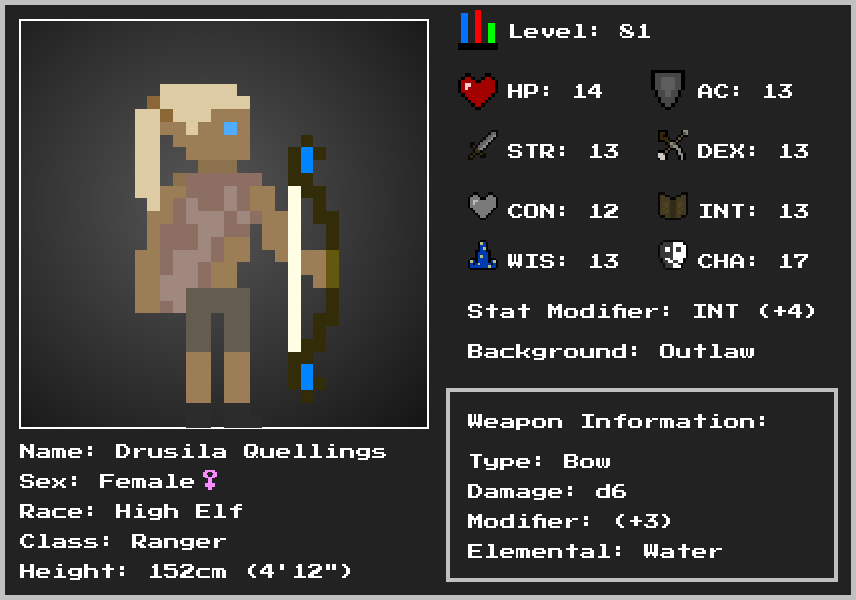 Level: 81
HP: 14 AC: 13
STR: 13 DEX: 13
CON: 12 INT: 13
WIS: 13 CHA: 17
Stat Modifier: INT (+4)
Background: Outlaw
Weapon Information:
Type: Bow
Damage: d6
Modifier: (+3)
Elemental: Water
Name: Drusila Quellings
Sex: Female♀
Race: High Elf
Class: Ranger
Height: 152cm (4'12")